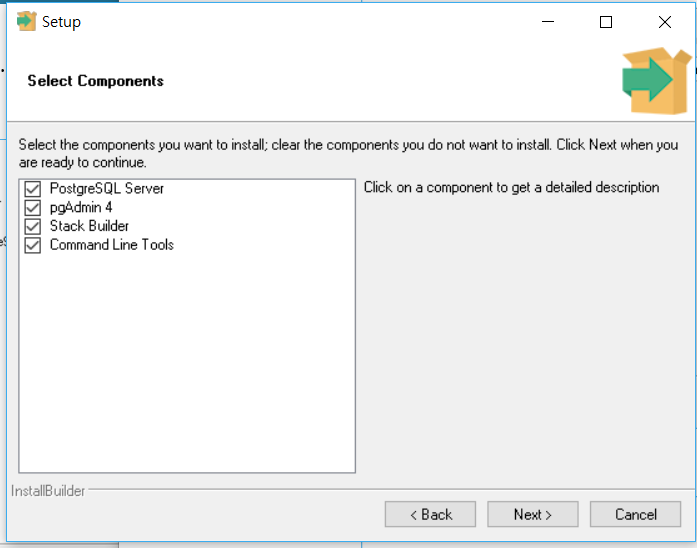 Setup
Select Components
Select the components you want to install; clear the components you do not want to install. Click Next when you
are ready to continue.
PostgreSQL Server
pgAdmin 4
Stack Builder
Command Line Tools
Click on a component to get a detailed description
InstallBuilder
< Back
Next >
Cancel